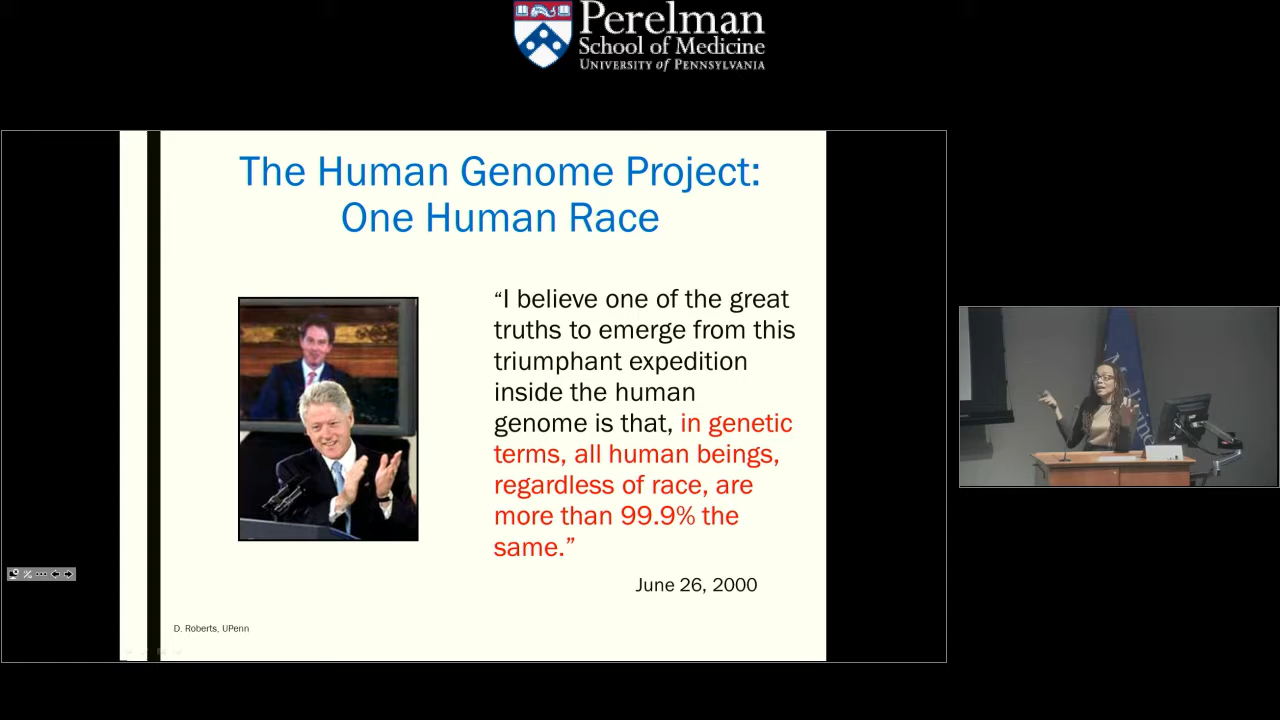 Perelman
School of Medicine
UNIVERSITY of PENNSYLVANIA
The Human Genome Project:
One Human Race
“I believe one of the great
truths to emerge from this
triumphant expedition
inside the human
genome is that, in genetic
terms, all human beings,
regardless of race, are
more than 99.9% the
same.”
June 26, 2000
D. Roberts, UPenn